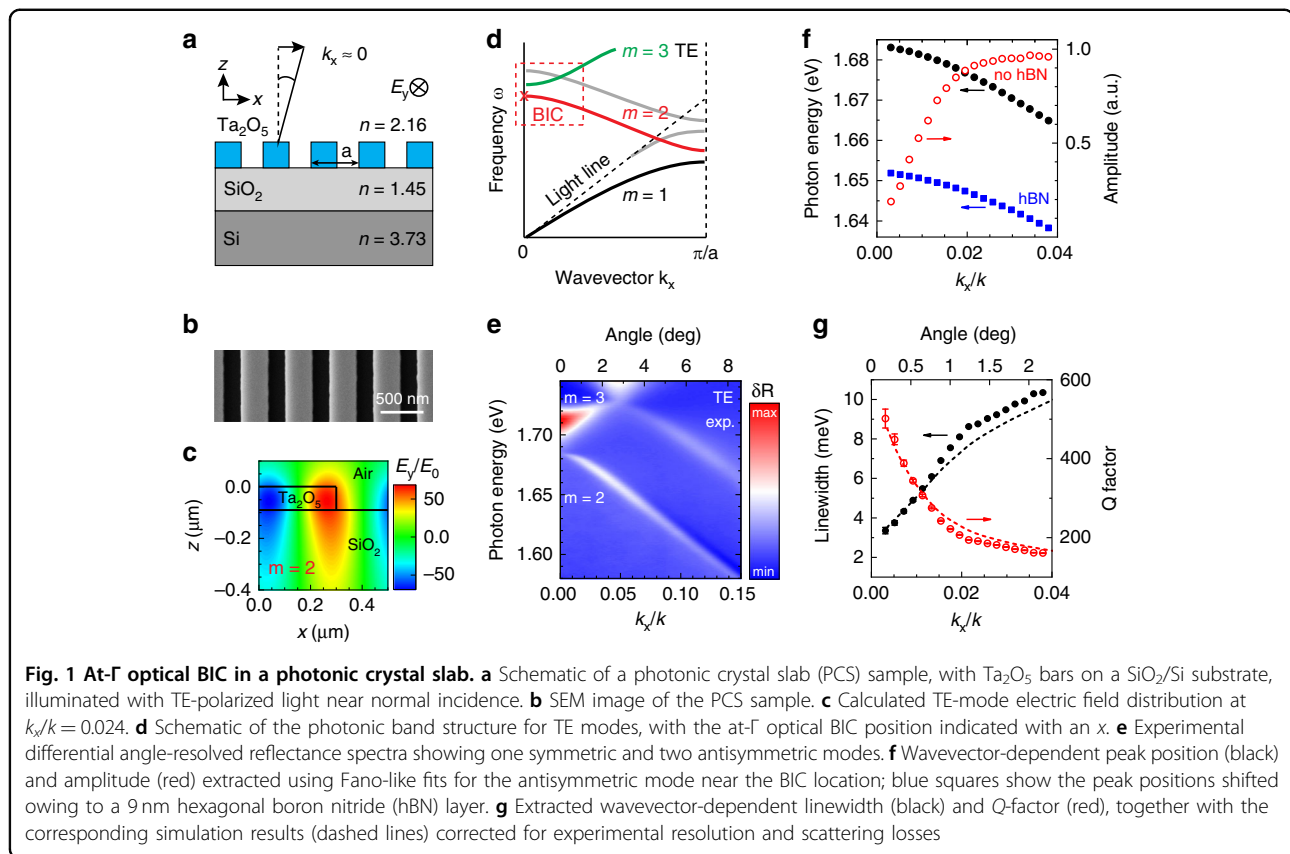 a
z
x
kₓ ≈ 0
E_y ⊗
Ta₂O₅
n = 2.16
a
SiO₂
n = 1.45
Si
n = 3.73
b
500 nm
c
E_y/E₀
0.0
−0.2
−0.4
z (μm)
Air
Ta₂O₅
SiO₂
m = 2
50
0.0
−50
0.0 0.2 0.4
x (μm)
d
Frequency ω
m = 3
TE
x
BIC
m = 2
Light line
m = 1
0
π/a
Wavevector kₓ
e
Angle (deg)
0 2 4 6 8
δR
m = 3
TE
exp.
max
m = 2
min
1.70
1.65
1.60
Photon energy (eV)
0.00 0.05 0.10 0.15
kₓ/k
f
1.68
1.67
1.66
1.65
1.64
Photon energy (eV)
no hBN
hBN
1.0
0.5
Amplitude (a.u.)
0.00 0.02 0.04
kₓ/k
g
Angle (deg)
0 0.5 1 1.5 2
10
8
6
4
2
Linewidth (meV)
600
400
200
Q factor
0.00 0.01 0.02 0.03 0.04
kₓ/k
Fig. 1 At-Γ optical BIC in a photonic crystal slab. a Schematic of a photonic crystal slab (PCS) sample, with Ta₂O₅ bars on a SiO₂/Si substrate,
illuminated with TE-polarized light near normal incidence. b SEM image of the PCS sample. c Calculated TE-mode electric field distribution at
kₓ/k = 0.024. d Schematic of the photonic band structure for TE modes, with the at-Γ optical BIC position indicated with an x. e Experimental
differential angle-resolved reflectance spectra showing one symmetric and two antisymmetric modes. f Wavevector-dependent peak position (black)
and amplitude (red) extracted using Fano-like fits for the antisymmetric mode near the BIC location; blue squares show the peak positions shifted
owing to a 9 nm hexagonal boron nitride (hBN) layer. g Extracted wavevector-dependent linewidth (black) and Q-factor (red), together with the
corresponding simulation results (dashed lines) corrected for experimental resolution and scattering losses